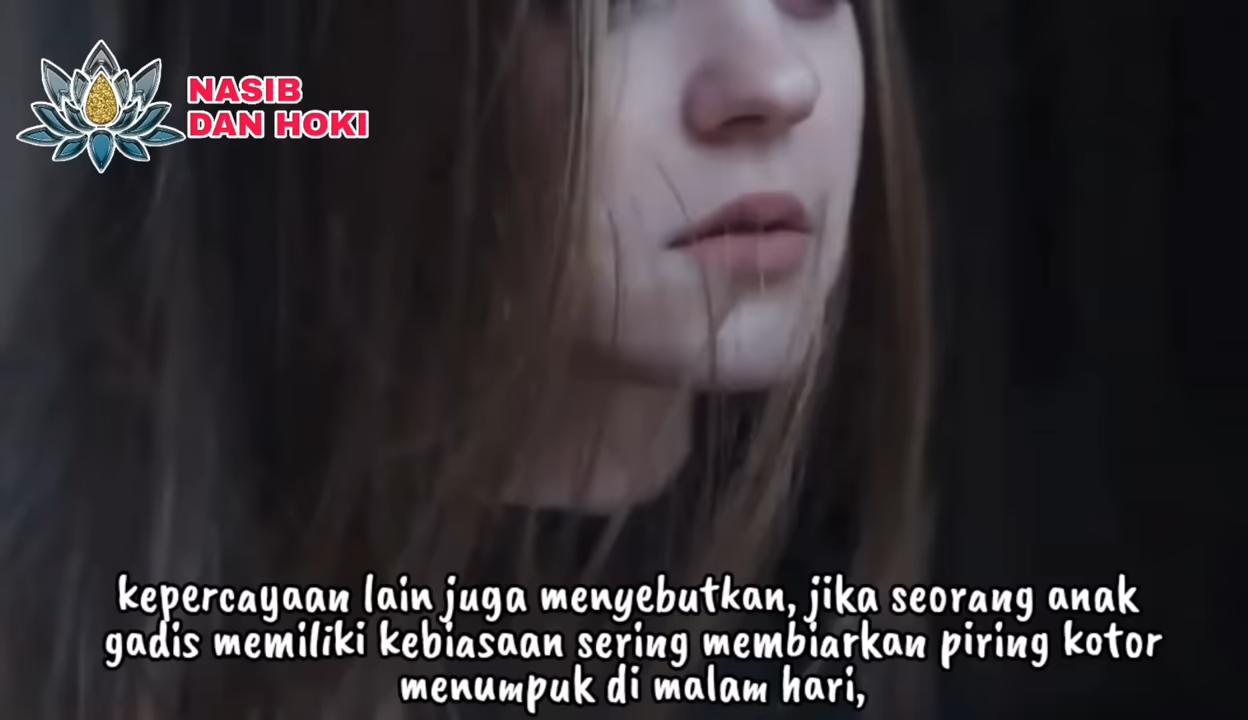 NASIB
DAN HOKI
kepercayaan lain juga menyebutkan, jika seorang anak
gadis memiliki kebiasaan sering membiarkan piring kotor
menumpuk di malam hari,